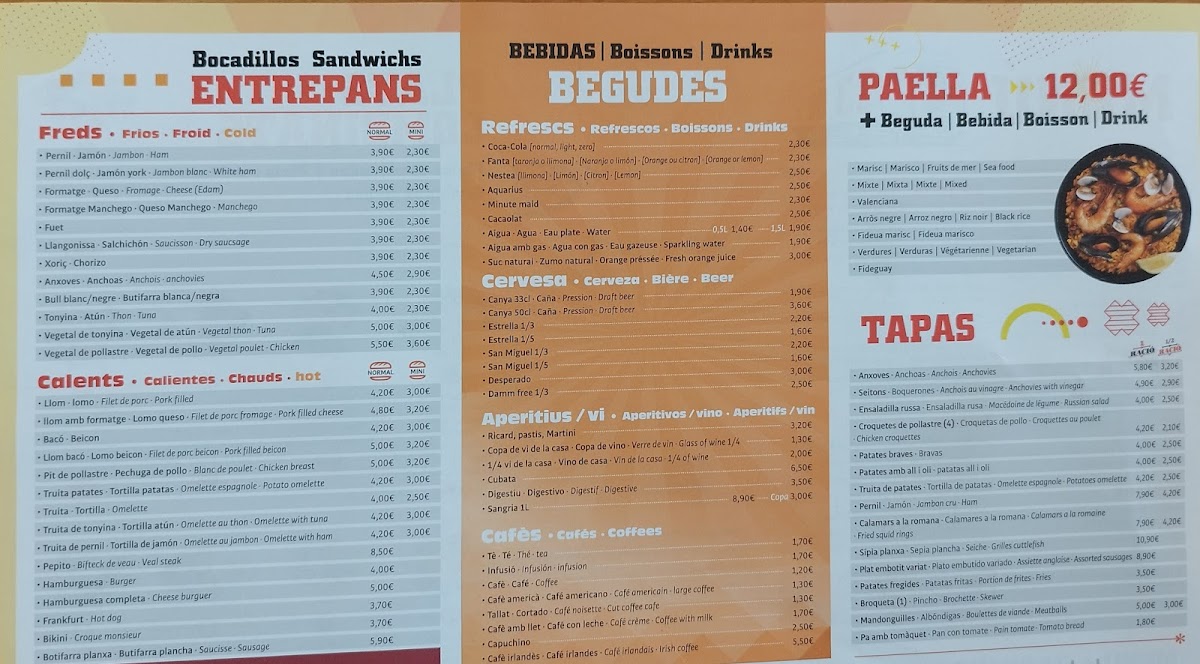 Bocadillos Sandwichs
ENTREPANS
Freds · Frios · Froid · Cold NORMAL MINI
· Pernil · Jamón · Jambon · Ham 3,90€ 2,30€
· Pernil dolç · Jamón york · Jambon blanc · White ham 3,90€ 2,30€
· Formatge · Queso · Fromage · Cheese (Edam) 3,90€ 2,30€
· Formatge Manchego · Queso Manchego · Manchego 3,90€ 2,30€
· Fuet 3,90€ 2,30€
· Llangonissa · Salchichón · Saucisson · Dry saucsage 3,90€ 2,30€
· Xoriç · Chorizo 3,90€ 2,30€
· Anxoves · Anchoas · Anchois · anchovies 4,50€ 2,90€
· Bull blanc/negre · Butifarra blanca/negra 3,90€ 2,30€
· Tonyina · Atún · Thon · Tuna 4,00€ 2,30€
· Vegetal de tonyina · Vegetal de atún · Vegetal thon · Tuna 5,00€ 3,00€
· Vegetal de pollastre · Vegetal de pollo · Vegetal poulet · Chicken 5,50€ 3,60€
Calents · Calientes · Chauds · hot NORMAL MINI
· Llom · lomo · Filet de porc · Pork filled 4,20€ 3,00€
· llom amb formatge · Lomo queso · Filet de porc fromage · Pork filled cheese 4,80€ 3,20€
· Bacó · Beicon 4,20€ 3,00€
· Llom bacó · Lomo beicon · Filet de porc beicon · Pork filled beicon 5,00€ 3,20€
· Pit de pollastre · Pechuga de pollo · Blanc de poulet · Chicken breast 5,00€ 3,20€
· Truita patates · Tortilla patatas · Omelette espagnole · Potato omelette 4,20€ 3,00€
· Truita · Tortilla · Omelette 4,00€ 2,50€
· Truita de tonyina · Tortilla atún · Omelette au thon · Omelette with tuna 4,20€ 3,00€
· Truita de pernil · Tortilla de jamón · Omelette au jambon · Omelette with ham 4,20€ 3,00€
· Pepito · Bifteck de veau · Veal steak 8,50€
· Hamburguesa · Burger 4,00€
· Hamburguesa completa · Cheese burguer 5,00€
· Frankfurt · Hot dog 3,70€
· Bikini · Croque monsieur 3,70€
· Botifarra planxa · Butifarra plancha · Saucisse · Sausage 5,90€
BEBIDAS | Boissons | Drinks
BEGUDES
Refrescs · Refrescos · Boissons · Drinks
· Coca-Cola [normal, light, zero] 2,30€
· Fanta [taronja o llimona] · [Naranja o limón] · [Orange ou citron] · [Orange or lemon] 2,30€
· Nestea [llimona] · [Limón] · [Citron] · [Lemon] 2,50€
· Aquarius 2,50€
· Minute maid 2,30€
· Cacaolat 2,50€
· Aigua · Agua · Eau plate · Water 0,5L 1,40€ 1,5L 1,90€
· Aigua amb gas · Agua con gas · Eau gazeuse · Sparkling water 1,90€
· Suc natural · Zumo natural · Orange pressée · Fresh orange juice 3,00€
Cervesa · Cerveza · Bière · Beer
· Canya 33cl · Caña · Pression · Draft beer 1,90€
· Canya 50cl · Caña · Pression · Draft beer 3,60€
· Estrella 1/3 2,20€
· Estrella 1/5 1,60€
· San Miguel 1/3 2,20€
· San Miguel 1/5 1,60€
· Desperado 3,00€
· Damm free 1/3 2,50€
Aperitius / vi · Aperitivos / vino · Aperitifs / vin
· Ricard, pastis, Martini 3,20€
· Copa de vi de la casa · Copa de vino · Verre de vin · Glass of wine 1/4 1,30€
· 1/4 vi de la casa · Vino de casa · Vin de la casa · 1/4 of wine 2,00€
· Cubata 6,50€
· Digestiu · Digestivo · Digestif · Digestive 3,50€
· Sangria 1L 8,90€ Copa 3,00€
Cafès · Cafés · Coffees
· Tè · Té · Thé · tea 1,70€
· Infusió · Infusión · infusion 1,70€
· Cafè · Café · Coffee 1,20€
· Cafè americà · Café americano · Café americain · large coffee 1,30€
· Tallat · Cortado · Café noisette · Cut coffee cafe 1,30€
· Cafè amb llet · Café con leche · Café crème · Coffee with mIlk 1,70€
· Capuchino 2,50€
· Cafè irlandès · Café irlandes · Café irlandais · Irish coffee 5,50€
PAELLA 12,00€
+ Beguda | Bebida | Boisson | Drink
· Marisc | Marisco | Fruits de mer | Sea food
· Mixte | Mixta | Mixte | Mixed
· Valenciana
· Arròs negre | Arroz negro | Riz noir | Black rice
· Fideua marisc | Fideua marisco
· Verdures | Verduras | Végétarienne | Vegetarian
· Fideguay
TAPAS
1 RACIÓ 1/2 RACIÓ
· Anxoves · Anchoas · Anchois · Anchovies 5,80€ 3,20€
· Seitons · Boquerones · Anchois au vinagre · Anchovies with vinegar 4,90€ 2,90€
· Ensaladilla russa · Ensaladilla rusa · Macédoine de légume · Russian salad 4,00€ 2,50€
· Croquetes de pollastre (4) · Croquetas de pollo · Croquettes au poulet
· Chicken croquettes 4,20€ 2,10€
· Patates braves · Bravas 4,00€ 2,50€
· Patates amb all i oli · patatas all i oli 4,00€ 2,50€
· Truita de patates · Tortilla de patatas · Omelette espagnole · Potatoes omelette 4,20€ 2,50€
· Pernil · Jamón · Jambon cru · Ham 7,90€ 4,20€
· Calamars a la romana · Calamares a la romana · Calamars a la romaine
· Fried squid rings 7,90€ 4,20€
· Sipia planxa · Sepia plancha · Seiche · Grilles cuttlefish 10,90€
· Plat embotit variat · Plato embutido variado · Assiette anglaise · Assorted sausages 8,90€
· Patates fregides · Patatas fritas · Portion de frites · Fries 3,50€
· Broqueta (1) · Pincho · Brochette · Skewer 3,50€
· Mandonguilles · Albóndigas · Boulettes de viande · Meatballs 5,00€ 3,00€
· Pa amb tomàquet · Pan con tomate · Pain tomate · Tomato bread 1,80€